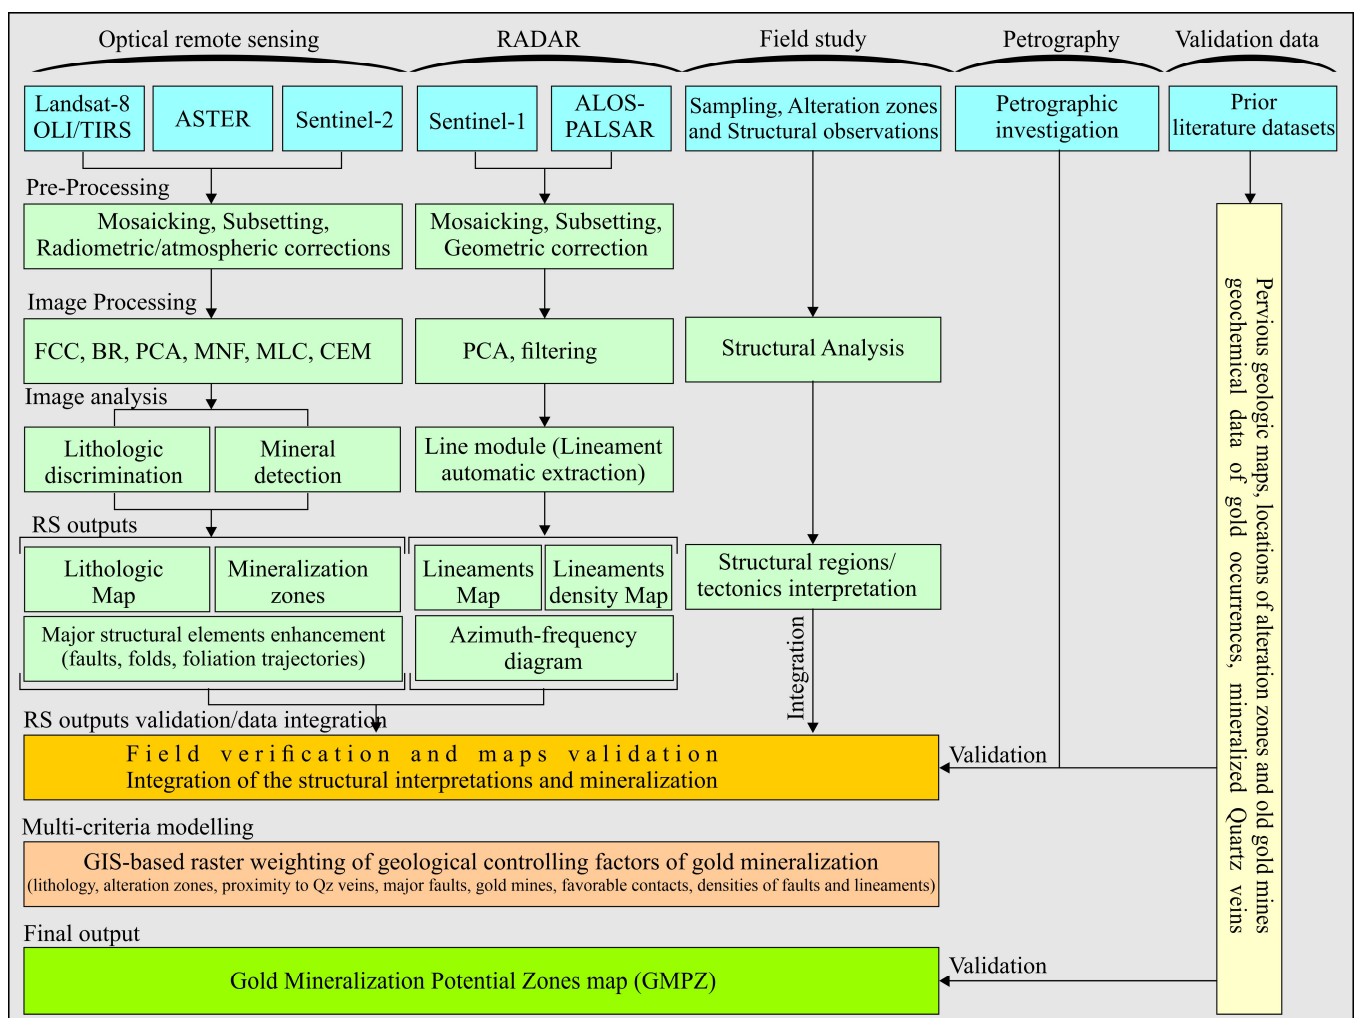 Optical remote sensing
RADAR
Field study
Petrography
Validation data
Landsat-8
OLI/TIRS
ASTER
Sentinel-2
Sentinel-1
ALOS-
PALSAR
Sampling, Alteration zones
and Structural observations
Petrographic
investigation
Prior
literature datasets
Pre-Processing
Mosaicking, Subsetting,
Radiometric/atmospheric corrections
Mosaicking, Subsetting,
Geometric correction
Image Processing
FCC, BR, PCA, MNF, MLC, CEM
PCA, filtering
Structural Analysis
Image analysis
Lithologic
discrimination
Mineral
detection
Line module (Lineament
automatic extraction)
RS outputs
Lithologic
Map
Mineralization
zones
Lineaments
Map
Lineaments
density Map
Structural regions/
tectonics interpretation
Major structural elements enhancement
(faults, folds, foliation trajectories)
Azimuth-frequency
diagram
Integration
Pervious geologic maps, locations of alteration zones and old gold mines
geochemical data of gold occurrences, mineralized Quartz veins
RS outputs validation/data integration
Field verification and maps validation
Integration of the structural interpretations and mineralization
Validation
Multi-criteria modelling
GIS-based raster weighting of geological controlling factors of gold mineralization
(lithology, alteration zones, proximity to Qz veins, major faults, gold mines, favorable contacts, densities of faults and lineaments)
Final output
Gold Mineralization Potential Zones map (GMPZ)
Validation